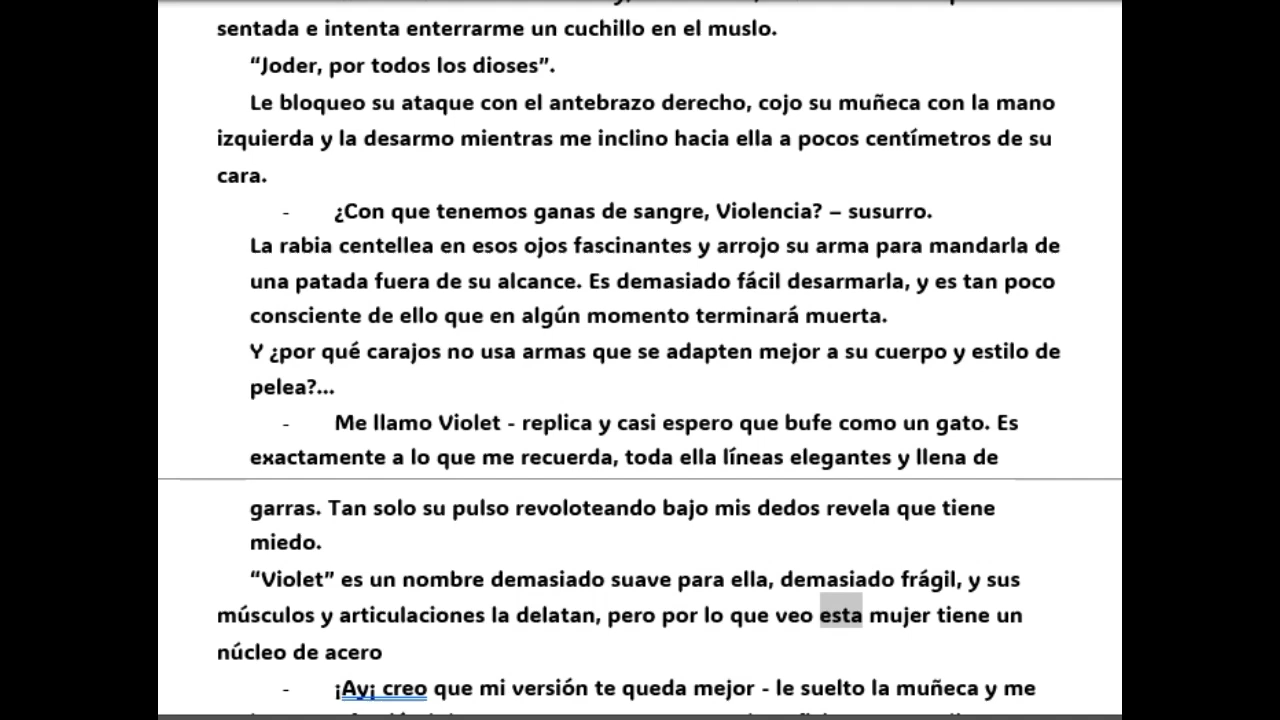 sentada e intenta enterrarme un cuchillo en el muslo.
“Joder, por todos los dioses”.
Le bloqueo su ataque con el antebrazo derecho, cojo su muñeca con la mano
izquierda y la desarmo mientras me inclino hacia ella a pocos centímetros de su
cara.
- ¿Con que tenemos ganas de sangre, Violencia? – susurro.
La rabia centellea en esos ojos fascinantes y arrojo su arma para mandarla de
una patada fuera de su alcance. Es demasiado fácil desarmarla, y es tan poco
consciente de ello que en algún momento terminará muerta.
Y ¿por qué carajos no usa armas que se adapten mejor a su cuerpo y estilo de
pelea?...
- Me llamo Violet - replica y casi espero que bufe como un gato. Es
exactamente a lo que me recuerda, toda ella líneas elegantes y llena de
garras. Tan solo su pulso revoloteando bajo mis dedos revela que tiene
miedo.
“Violet” es un nombre demasiado suave para ella, demasiado frágil, y sus
músculos y articulaciones la delatan, pero por lo que veo esta mujer tiene un
núcleo de acero
- ¡Ay¡ creo que mi versión te queda mejor - le suelto la muñeca y me